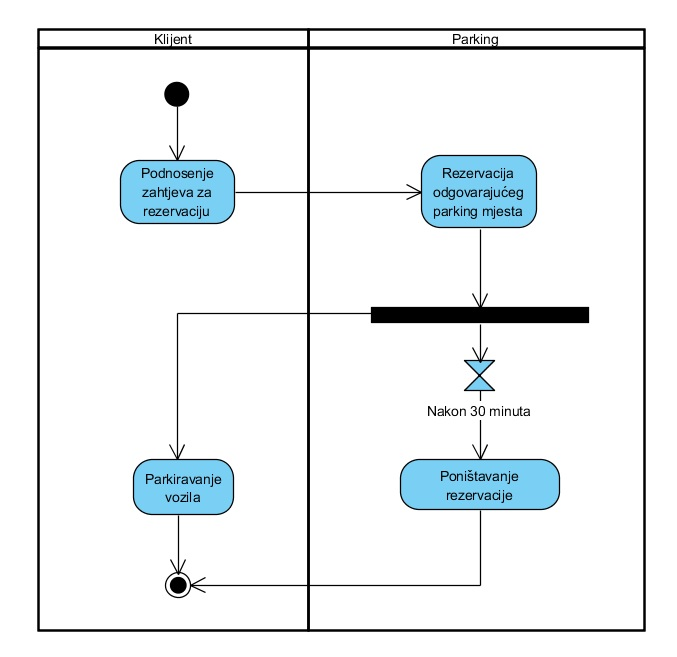 Klijent
Parking
Podnosenje
zahtjeva za
rezervaciju
Rezervacija
odgovarajućeg
parking mjesta
Nakon 30 minuta
Parkiravanje
vozila
Poništavanje
rezervacije